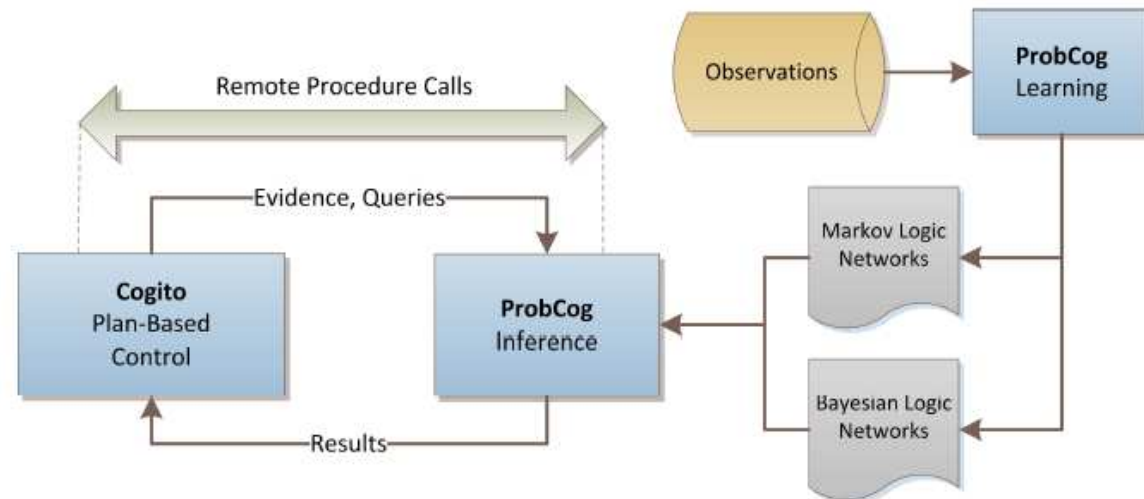 Remote Procedure Calls
Observations
ProbCog
Learning
Evidence, Queries
Markov Logic
Networks
Cogito
Plan-Based
Control
ProbCog
Inference
Bayesian Logic
Networks
Results